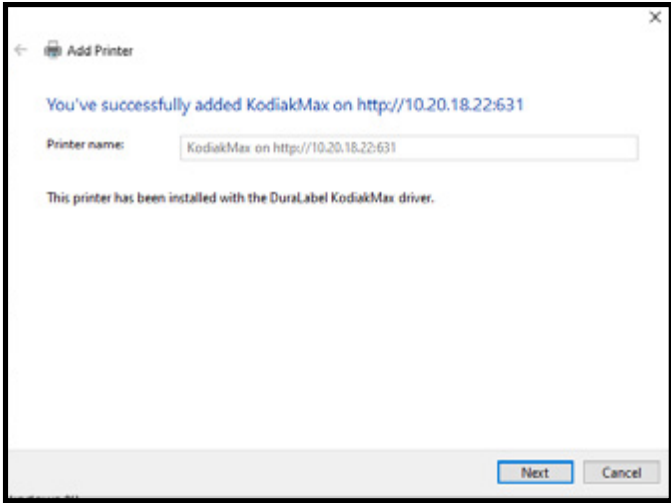 Add Printer
You've successfully added KodiakMax on http://10.20.18.22:631
Printer name:
KodiakMax on http://10.20.18.22:631
This printer has been installed with the DuraLabel KodiakMax driver.
Next
Cancel